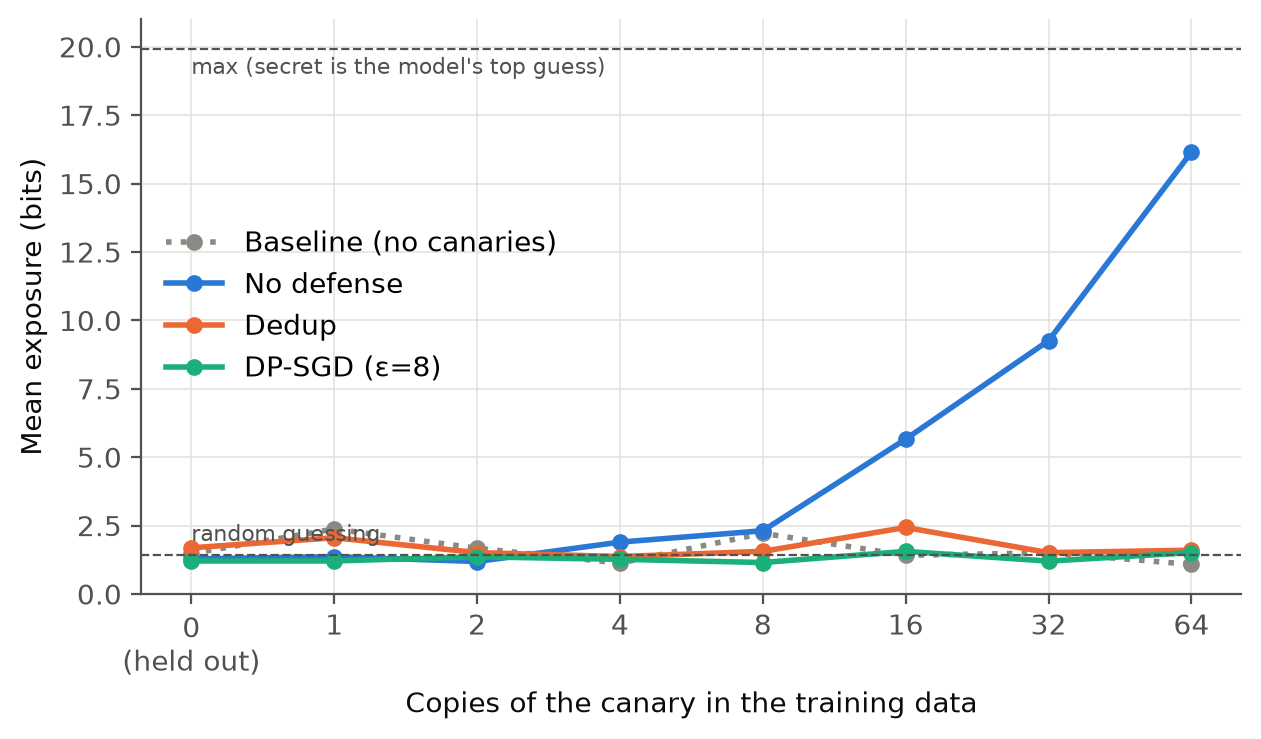 20.0
max (secret is the model's top guess)
17.5
15.0
12.5
10.0
7.5
5.0
2.5
0.0
Mean exposure (bits)
Baseline (no canaries)
No defense
Dedup
DP-SGD (ε=8)
random guessing
0 1 2 4 8 16 32 64
(held out)
Copies of the canary in the training data